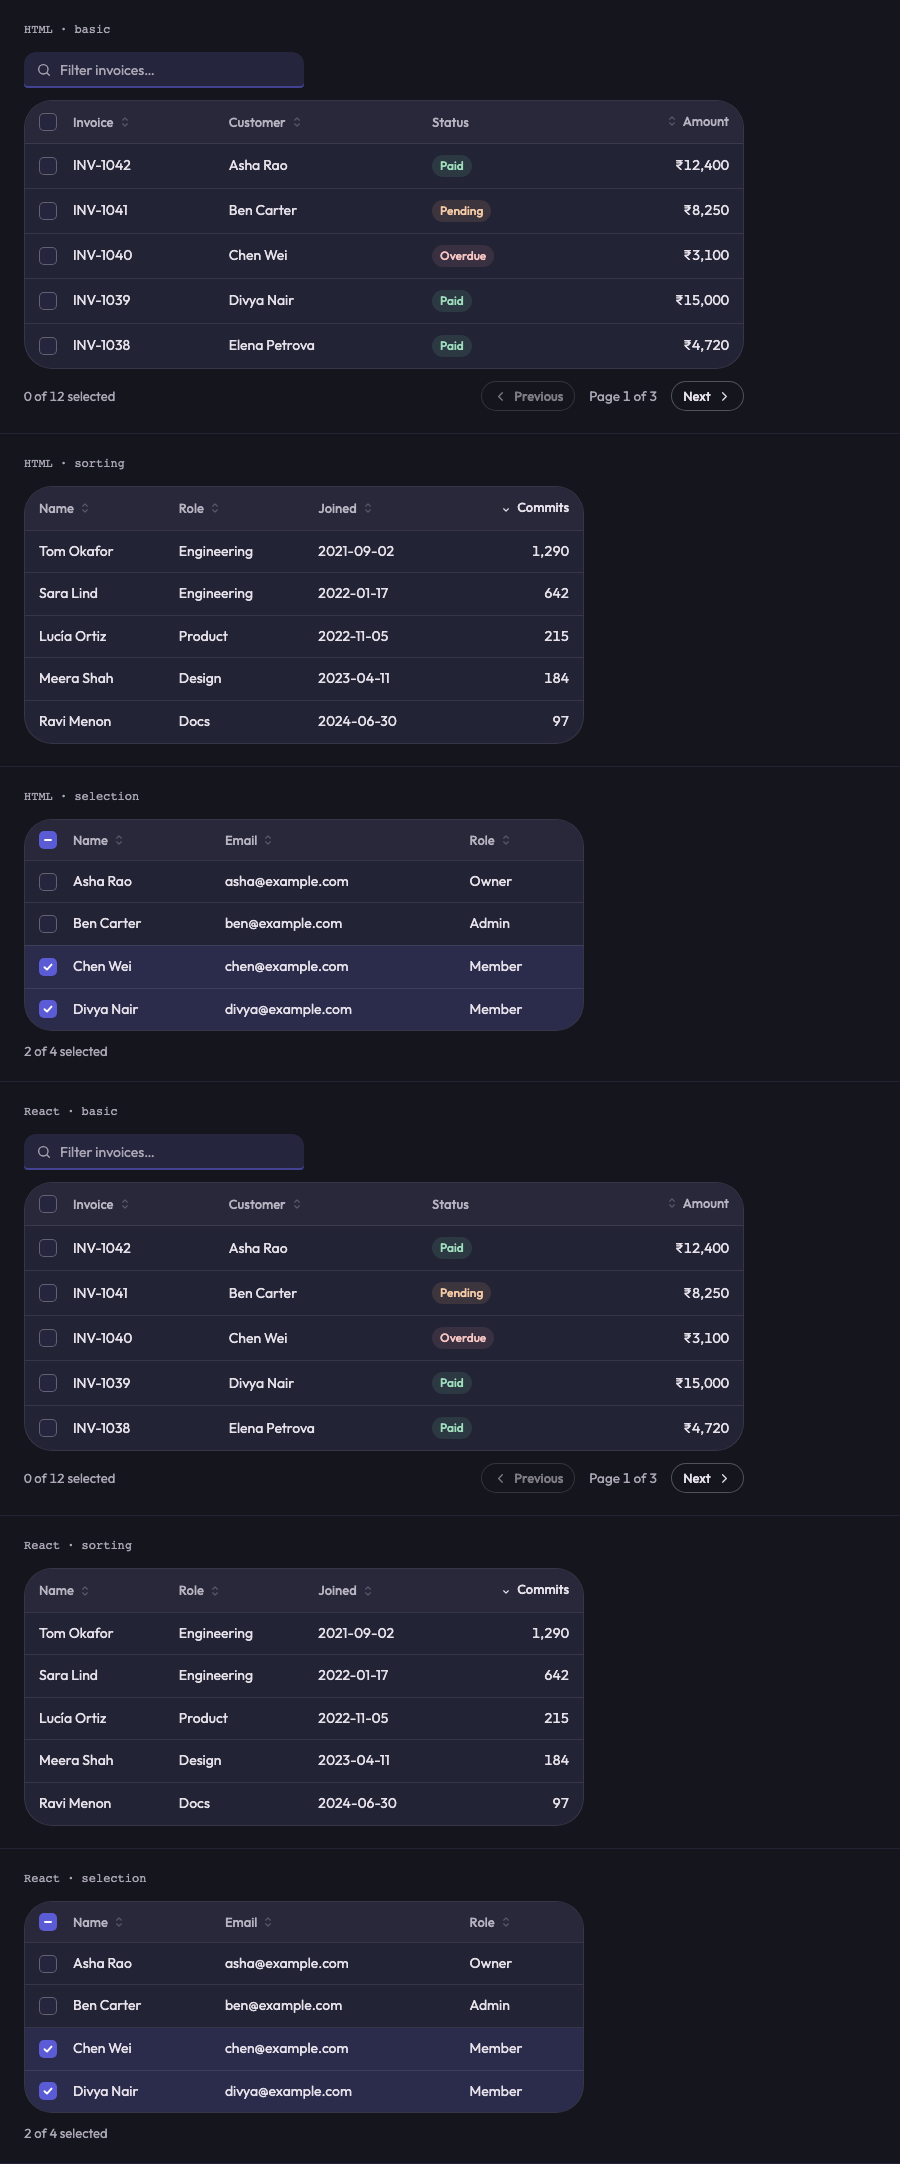 HTML • basic
Filter invoices...
Invoice Customer Status Amount
INV-1042 Asha Rao Paid ₹12,400
INV-1041 Ben Carter Pending ₹8,250
INV-1040 Chen Wei Overdue ₹3,100
INV-1039 Divya Nair Paid ₹15,000
INV-1038 Elena Petrova Paid ₹4,720
0 of 12 selected Previous Page 1 of 3 Next
HTML • sorting
Name Role Joined Commits
Tom Okafor Engineering 2021-09-02 1,290
Sara Lind Engineering 2022-01-17 642
Lucía Ortiz Product 2022-11-05 215
Meera Shah Design 2023-04-11 184
Ravi Menon Docs 2024-06-30 97
HTML • selection
Name Email Role
Asha Rao asha@example.com Owner
Ben Carter ben@example.com Admin
Chen Wei chen@example.com Member
Divya Nair divya@example.com Member
2 of 4 selected
React • basic
Filter invoices...
Invoice Customer Status Amount
INV-1042 Asha Rao Paid ₹12,400
INV-1041 Ben Carter Pending ₹8,250
INV-1040 Chen Wei Overdue ₹3,100
INV-1039 Divya Nair Paid ₹15,000
INV-1038 Elena Petrova Paid ₹4,720
0 of 12 selected Previous Page 1 of 3 Next
React • sorting
Name Role Joined Commits
Tom Okafor Engineering 2021-09-02 1,290
Sara Lind Engineering 2022-01-17 642
Lucía Ortiz Product 2022-11-05 215
Meera Shah Design 2023-04-11 184
Ravi Menon Docs 2024-06-30 97
React • selection
Name Email Role
Asha Rao asha@example.com Owner
Ben Carter ben@example.com Admin
Chen Wei chen@example.com Member
Divya Nair divya@example.com Member
2 of 4 selected